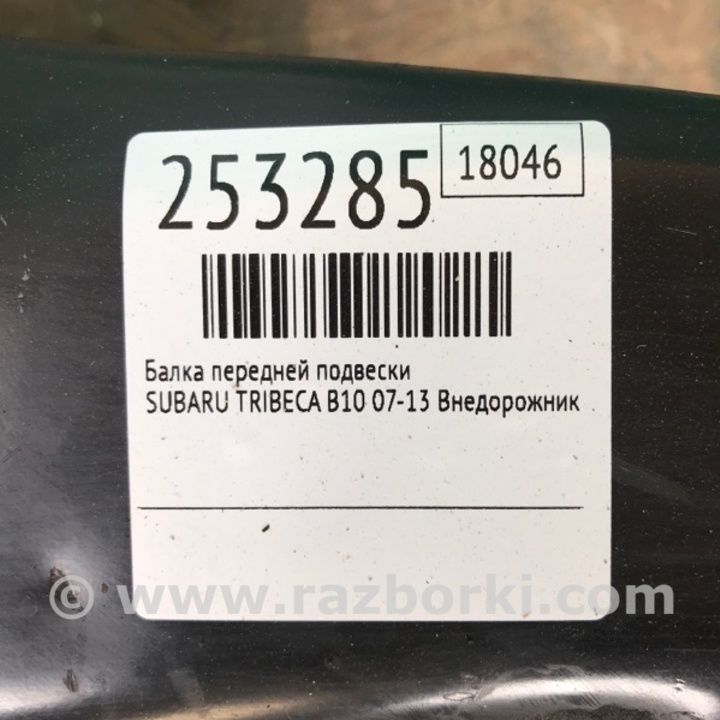 253285
18046
Балка передней подвески
SUBARU TRIBECA B10 07-13 Внедорожник
© www.razborki.com